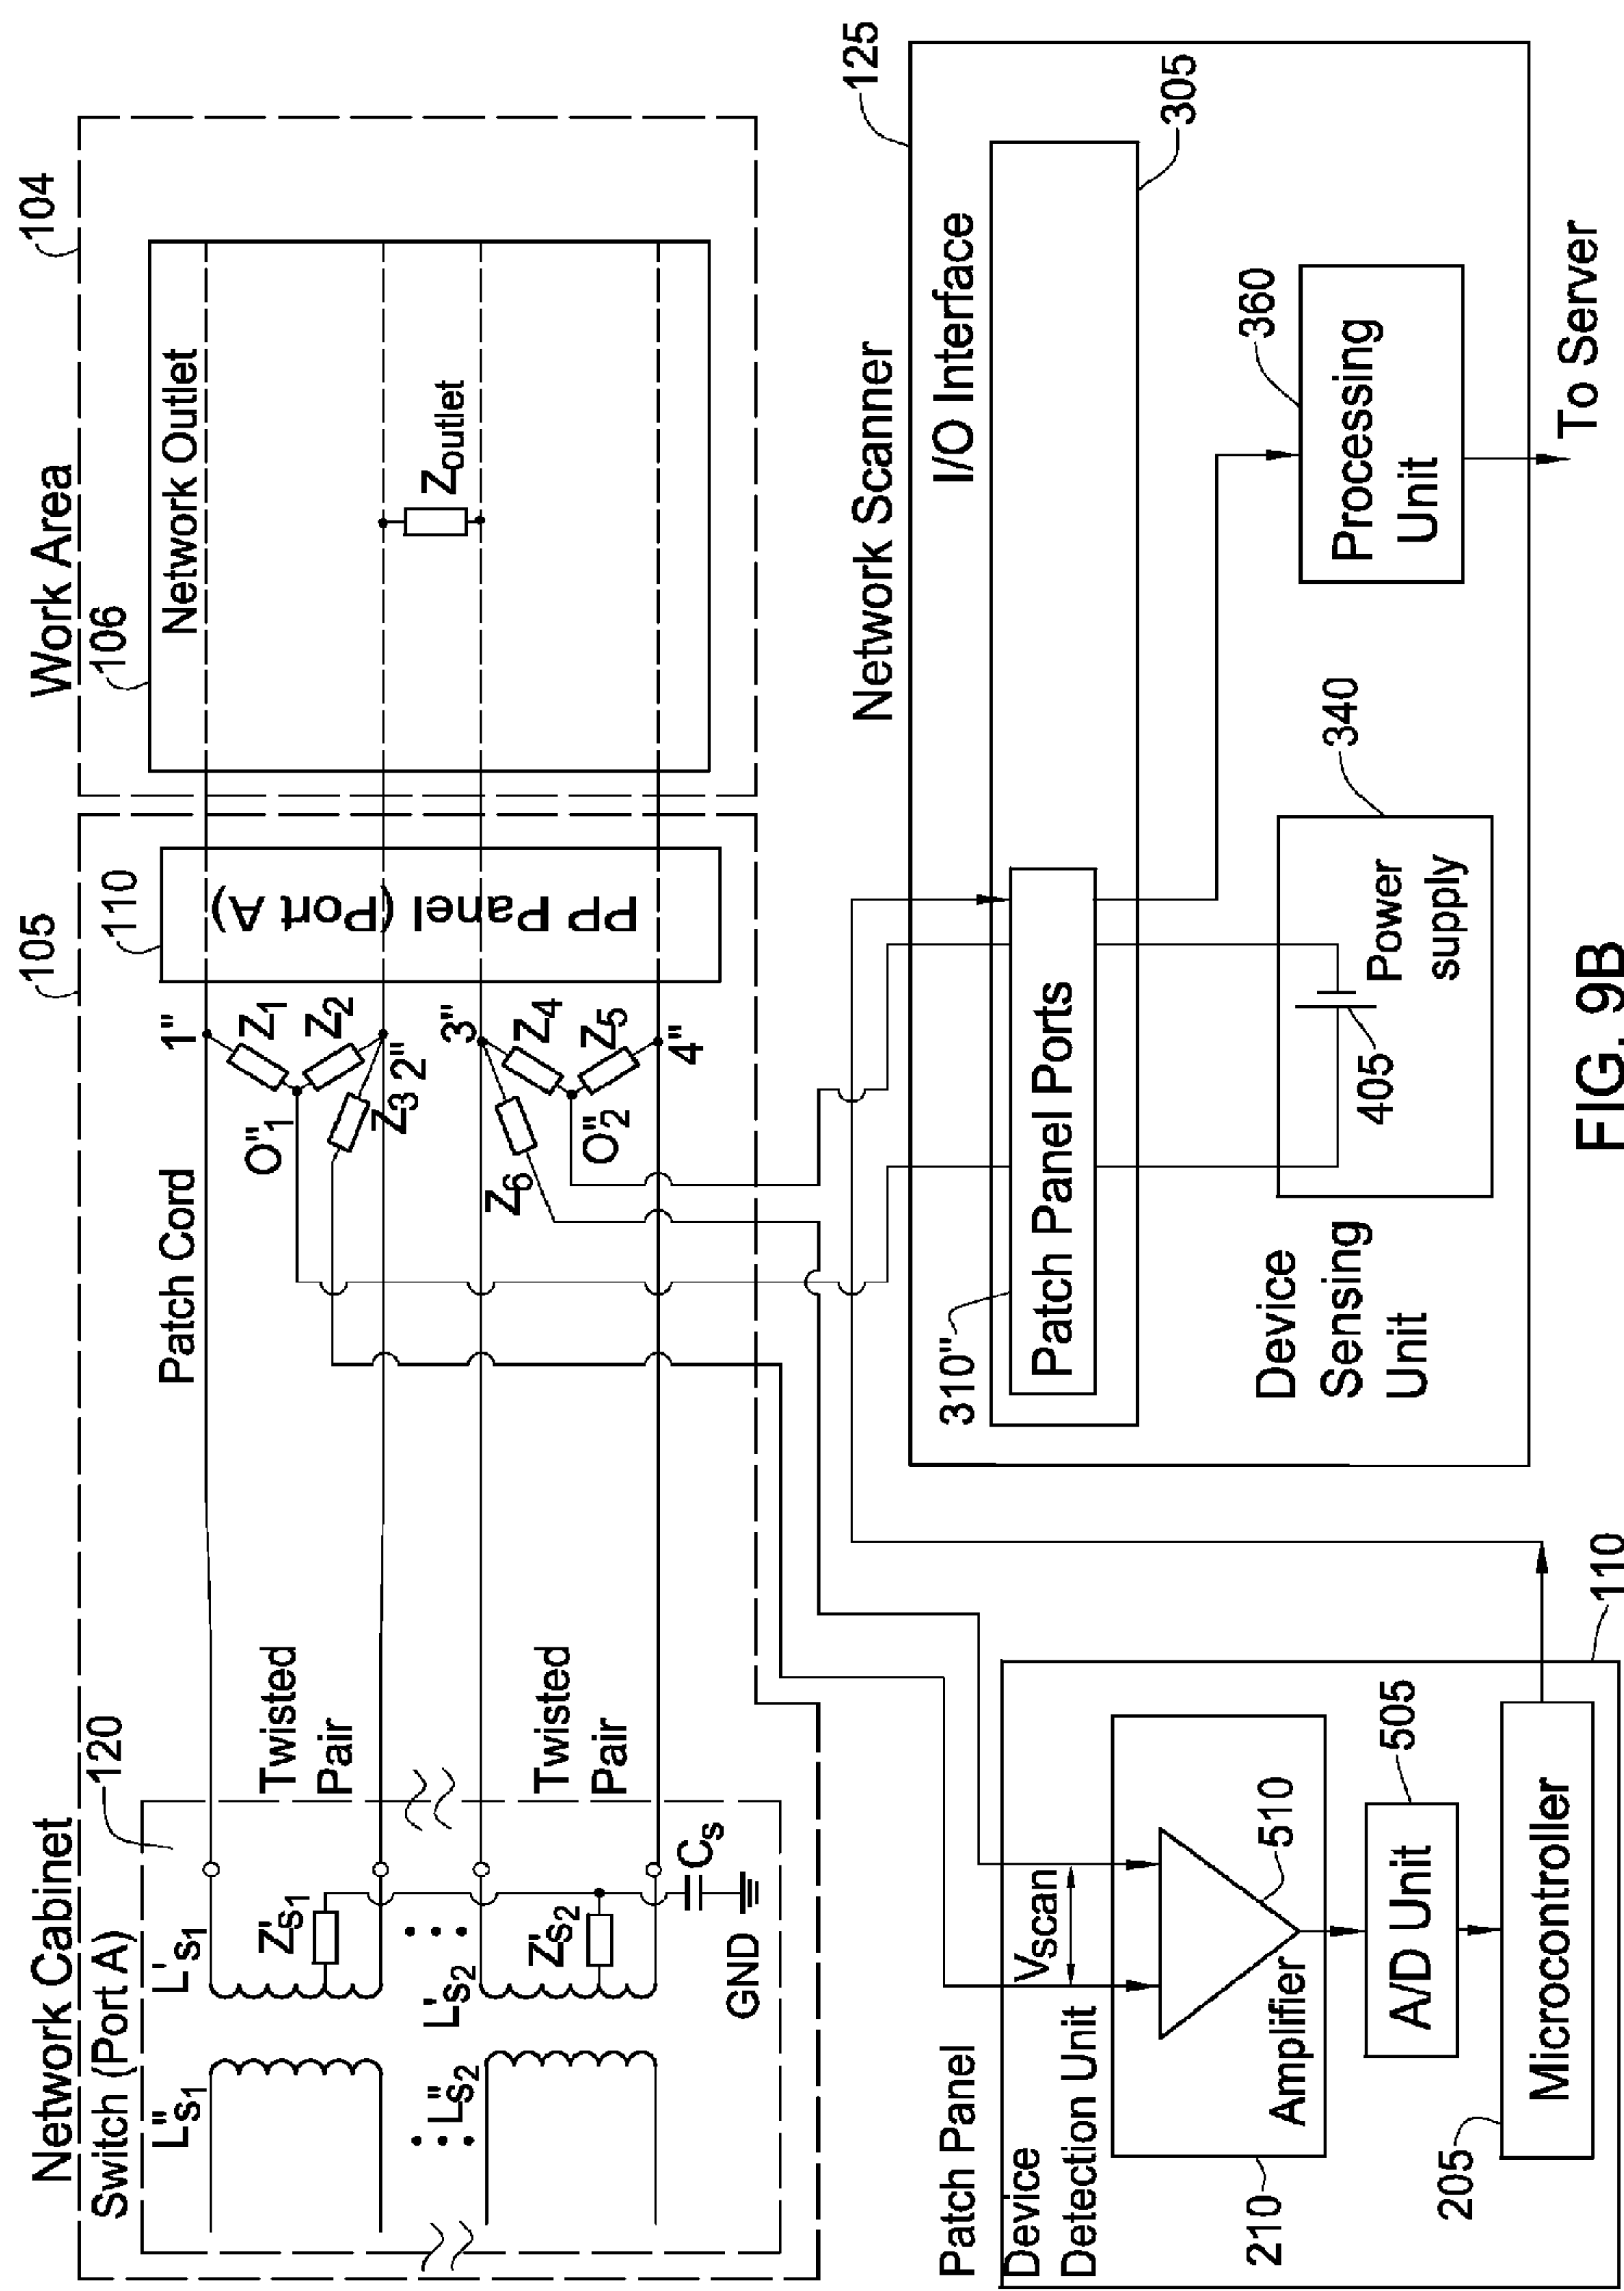 Network Cabinet
Switch (Port A)
120
L"S1
L'S1
Z'S1
L"S2
L'S2
Z'S2
CS
GND
Twisted
Pair
Twisted
Pair
Patch Cord
105
110
PP Panel (Port A)
1"
Z1
Z2
2"
Z3
O"1
3"
Z4
Z5
4"
Z6
O"2
Work Area
104
106
Network Outlet
Zoutlet
Patch Panel
Device
Detection Unit
Vscan
Amplifier
510
210
A/D Unit
505
Microcontroller
205
110
Network Scanner
125
I/O Interface
305
Patch Panel Ports
310"
Device
Sensing
Unit
Power
supply
340
405
Processing
Unit
360
To Server
FIG. 9B